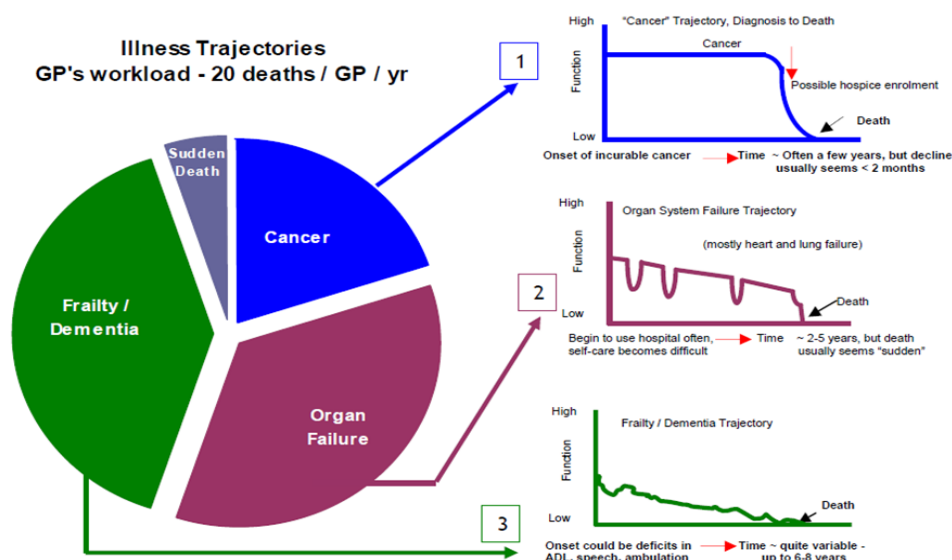 Illness Trajectories
GP's workload - 20 deaths / GP / yr
Sudden
Death
Cancer
Frailty /
Dementia
Organ
Failure
1
High
"Cancer" Trajectory, Diagnosis to Death
Cancer
Function
Possible hospice enrolment
Death
Low
Onset of incurable cancer
Time ~ Often a few years, but decline
usually seems < 2 months
2
High
Organ System Failure Trajectory
(mostly heart and lung failure)
Function
Death
Low
Begin to use hospital often,
self-care becomes difficult
Time ~ 2-5 years, but death
usually seems "sudden"
3
High
Frailty / Dementia Trajectory
Function
Death
Low
Onset could be deficits in
ADL, speech, ambulation
Time ~ quite variable -
up to 6-8 years